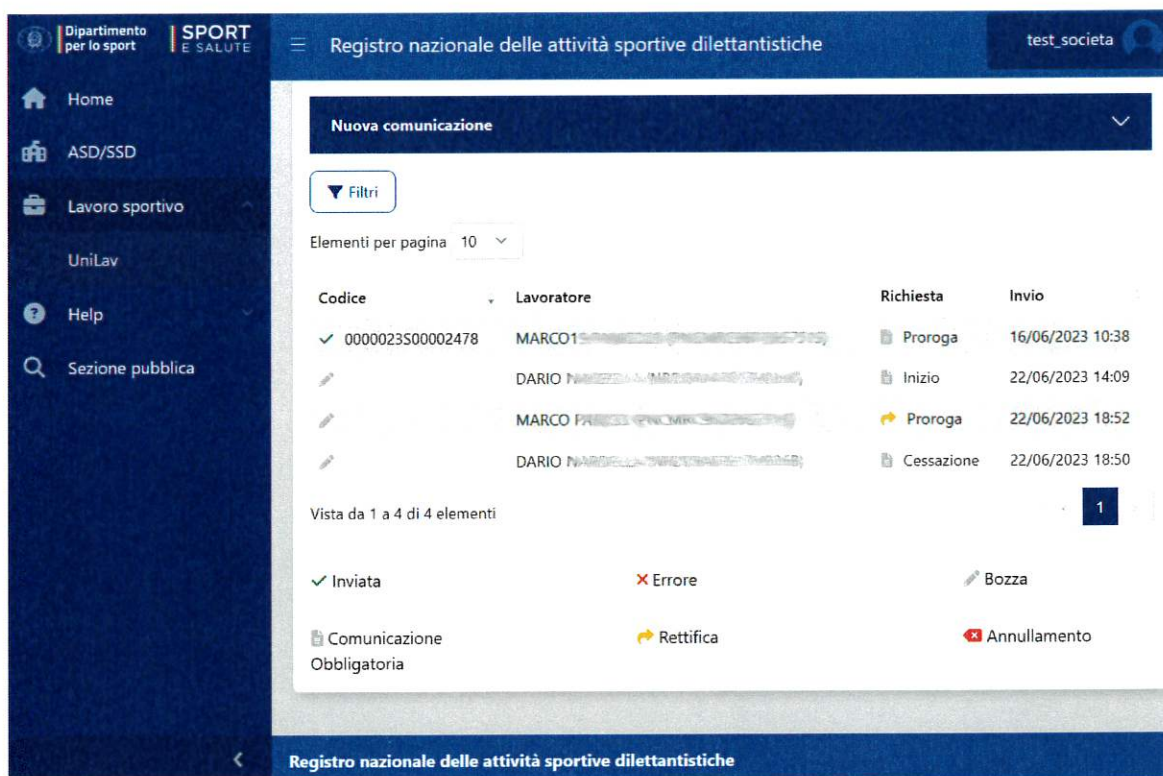 Dipartimento
per lo sport
SPORT
E SALUTE
Registro nazionale delle attività sportive dilettantistiche
test_societa
Home
ASD/SSD
Lavoro sportivo
UniLav
Help
Sezione pubblica
Nuova comunicazione
Filtri
Elementi per pagina 10
Codice Lavoratore Richiesta Invio
0000023S00002478 MARCO1 Proroga 16/06/2023 10:38
DARIO Inizio 22/06/2023 14:09
MARCO Proroga 22/06/2023 18:52
DARIO Cessazione 22/06/2023 18:50
Vista da 1 a 4 di 4 elementi
1
Inviata Errore Bozza
Comunicazione Obbligatoria Rettifica Annullamento
Registro nazionale delle attività sportive dilettantistiche